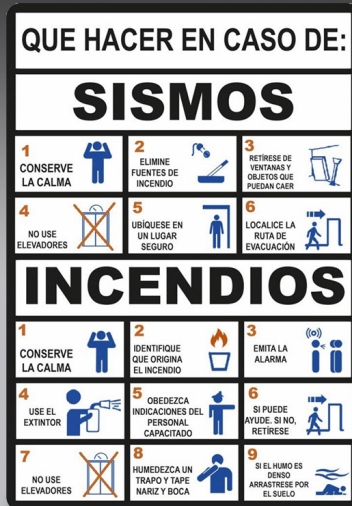 QUE HACER EN CASO DE:
SISMOS
1
CONSERVE
LA CALMA
2
ELIMINE
FUENTES DE
INCENDIO
3
RETÍRESE DE
VENTANAS Y
OBJETOS QUE
PUEDAN CAER
4
NO USE
ELEVADORES
5
UBÍQUESE EN
UN LUGAR
SEGURO
6
LOCALICE LA
RUTA DE
EVACUACIÓN
INCENDIOS
1
CONSERVE
LA CALMA
2
IDENTIFIQUE
QUE ORIGINA
EL INCENDIO
3
EMITA LA
ALARMA
4
USE EL
EXTINTOR
5
OBEDEZCA
INDICACIONES DEL
PERSONAL
CAPACITADO
6
SI PUEDE
AYUDE. SI NO,
RETÍRESE
7
NO USE
ELEVADORES
8
HUMEDEZCA UN
TRAPO Y TAPE
NARIZ Y BOCA
9
SI EL HUMO ES
DENSO
ARRASTRESE POR
EL SUELO